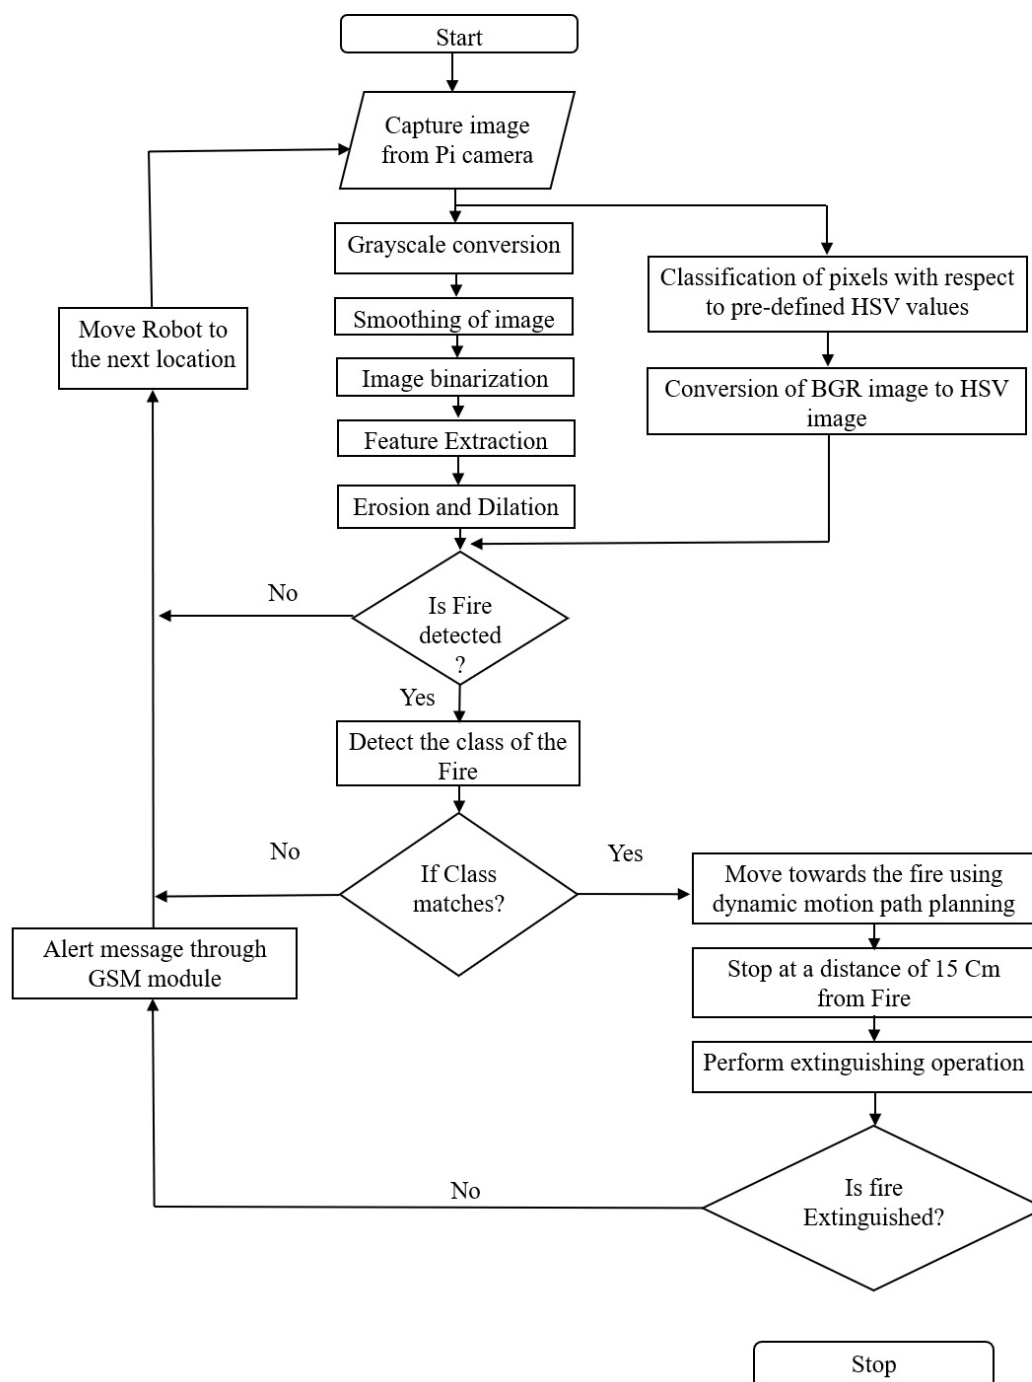 Start
Capture image
from Pi camera
Grayscale conversion
Classification of pixels with respect
to pre-defined HSV values
Smoothing of image
Move Robot to
the next location
Image binarization
Conversion of BGR image to HSV
image
Feature Extraction
Erosion and Dilation
No
Is Fire
detected
?
Yes
Detect the class of the
Fire
No
If Class
matches?
Yes
Move towards the fire using
dynamic motion path planning
Alert message through
GSM module
Stop at a distance of 15 Cm
from Fire
Perform extinguishing operation
No
Is fire
Extinguished?
Stop